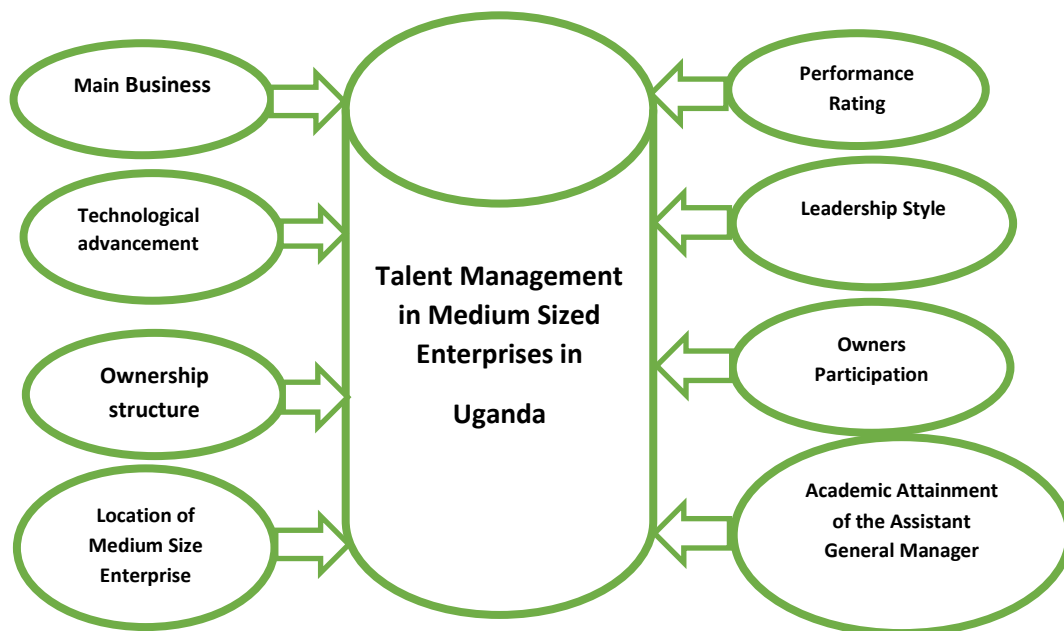 Main Business
Technological
advancement
Ownership
structure
Location of
Medium Size
Enterprise
Talent Management
in Medium Sized
Enterprises in
Uganda
Performance
Rating
Leadership Style
Owners
Participation
Academic Attainment
of the Assistant
General Manager